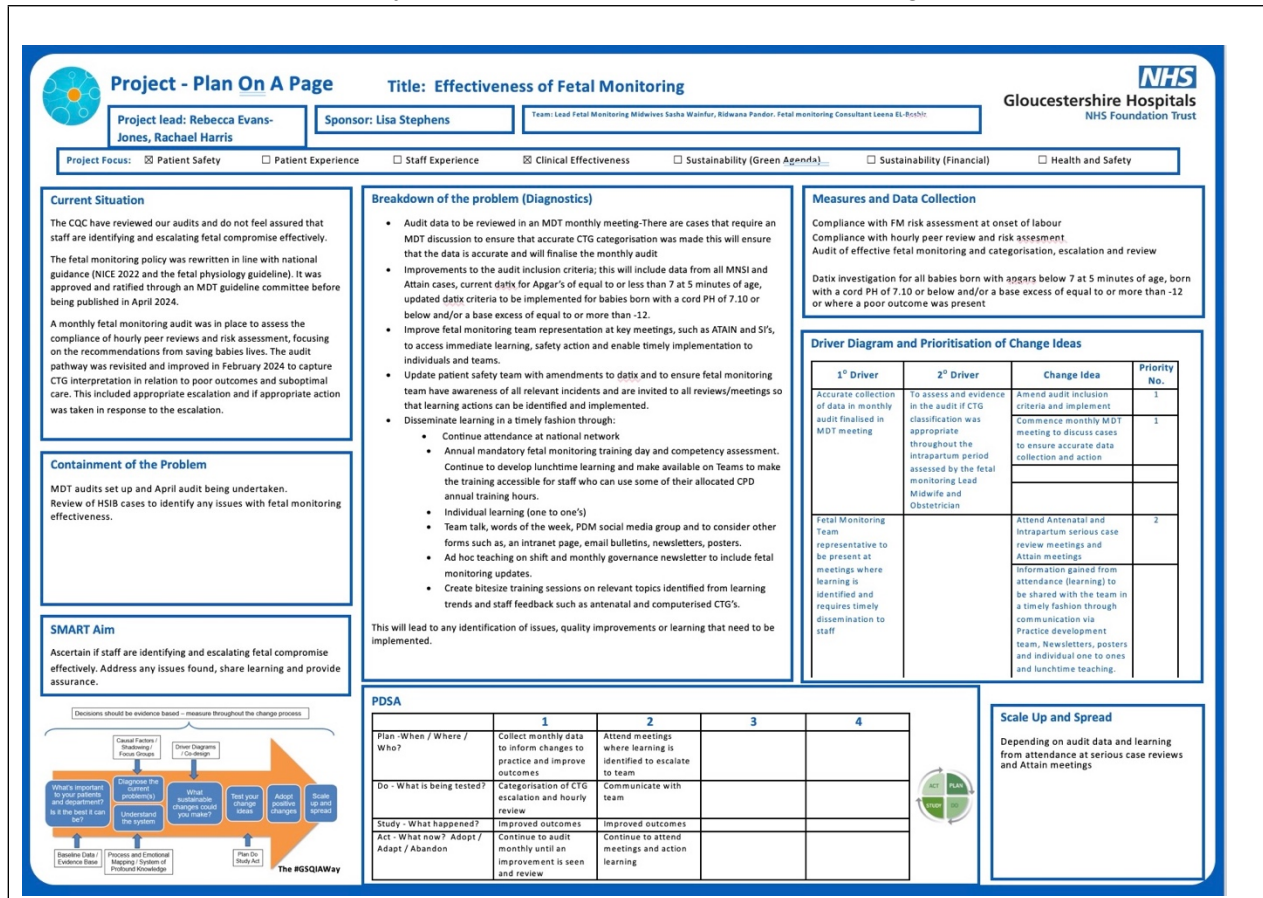 Project - Plan On A Page
Title: Effectiveness of Fetal Monitoring
NHS
Gloucestershire Hospitals
NHS Foundation Trust
Project lead: Rebecca Evans-
Jones, Rachael Harris
Sponsor: Lisa Stephens
Team: Lead Fetal Monitoring Midwives Sasha Wainfur, Ridwana Pandor. Fetal monitoring Consultant Leena EL-Bashir
Project Focus: ☒ Patient Safety ☐ Patient Experience ☐ Staff Experience ☒ Clinical Effectiveness ☐ Sustainability (Green Agenda) ☐ Sustainability (Financial) ☐ Health and Safety
Current Situation
The CQC have reviewed our audits and do not feel assured that
staff are identifying and escalating fetal compromise effectively.
The fetal monitoring policy was rewritten in line with national
guidance (NICE 2022 and the fetal physiology guideline). It was
approved and ratified through an MDT guideline committee before
being published in April 2024.
A monthly fetal monitoring audit was in place to assess the
compliance of hourly peer reviews and risk assessment, focusing
on the recommendations from saving babies lives. The audit
pathway was revisited and improved in February 2024 to capture
CTG interpretation in relation to poor outcomes and suboptimal
care. This included appropriate escalation and if appropriate action
was taken in response to the escalation.
Containment of the Problem
MDT audits set up and April audit being undertaken.
Review of HSIB cases to identify any issues with fetal monitoring
effectiveness.
SMART Aim
Ascertain if staff are identifying and escalating fetal compromise
effectively. Address any issues found, share learning and provide
assurance.
Decisions should be evidence based – measure throughout the change process
Causal Factors /
Shadowing /
Focus Groups
Driver Diagrams
/ Co-design
What's important
to your patients
and department?
Is it the best it can
be?
Diagnose the
current
problem(s)
Understand
the system
What
sustainable
changes could
you make?
Test your
change
ideas
Adopt
positive
changes
Scale
up and
spread
Baseline Data /
Evidence Base
Process and Emotional
Mapping / System of
Profound Knowledge
Plan Do
Study Act
The #GSQIAWay
Breakdown of the problem (Diagnostics)
• Audit data to be reviewed in an MDT monthly meeting-There are cases that require an
MDT discussion to ensure that accurate CTG categorisation was made this will ensure
that the data is accurate and will finalise the monthly audit
• Improvements to the audit inclusion criteria; this will include data from all MNSI and
Attain cases, current datix for Apgar's of equal to or less than 7 at 5 minutes of age,
updated datix criteria to be implemented for babies born with a cord PH of 7.10 or
below and/or a base excess of equal to or more than -12.
• Improve fetal monitoring team representation at key meetings, such as ATAIN and SI's,
to access immediate learning, safety action and enable timely implementation to
individuals and teams.
• Update patient safety team with amendments to datix and to ensure fetal monitoring
team have awareness of all relevant incidents and are invited to all reviews/meetings so
that learning actions can be identified and implemented.
• Disseminate learning in a timely fashion through:
• Continue attendance at national network
• Annual mandatory fetal monitoring training day and competency assessment.
Continue to develop lunchtime learning and make available on Teams to make
the training accessible for staff who can use some of their allocated CPD
annual training hours.
• Individual learning (one to one's)
• Team talk, words of the week, PDM social media group and to consider other
forms such as, an intranet page, email bulletins, newsletters, posters.
• Ad hoc teaching on shift and monthly governance newsletter to include fetal
monitoring updates.
• Create bitesize training sessions on relevant topics identified from learning
trends and staff feedback such as antenatal and computerised CTG's.
This will lead to any identification of issues, quality improvements or learning that need to be
implemented.
Measures and Data Collection
Compliance with FM risk assessment at onset of labour
Compliance with hourly peer review and risk assesment
Audit of effective fetal monitoring and categorisation, escalation and review
Datix investigation for all babies born with apgars below 7 at 5 minutes of age, born
with a cord PH of 7.10 or below and/or a base excess of equal to or more than -12
or where a poor outcome was present
Driver Diagram and Prioritisation of Change Ideas
1° Driver
2° Driver
Change Idea
Priority
No.
Accurate collection
of data in monthly
audit finalised in
MDT meeting
To assess and evidence
in the audit if CTG
classification was
appropriate
throughout the
intrapartum period
assessed by the fetal
monitoring Lead
Midwife and
Obstetrician
Amend audit inclusion
criteria and implement
1
Commence monthly MDT
meeting to discuss cases
to ensure accurate data
collection and action
1
Fetal Monitoring
Team
representative to
be present at
meetings where
learning is
identified and
requires timely
dissemination to
staff
Attend Antenatal and
Intrapartum serious case
review meetings and
Attain meetings
2
Information gained from
attendance (learning) to
be shared with the team in
a timely fashion through
communication via
Practice development
team, Newsletters, posters
and individual one to ones
and lunchtime teaching.
PDSA
1 2 3 4
Plan -When / Where /
Who?
Collect monthly data
to inform changes to
practice and improve
outcomes
Attend meetings
where learning is
identified to escalate
to team
Do - What is being tested?
Categorisation of CTG
escalation and hourly
review
Communicate with
team
Study - What happened?
Improved outcomes
Improved outcomes
Act - What now? Adopt /
Adapt / Abandon
Continue to audit
monthly until an
improvement is seen
and review
Continue to attend
meetings and action
learning
ACT
PLAN
STUDY
DO
Scale Up and Spread
Depending on audit data and learning
from attendance at serious case reviews
and Attain meetings